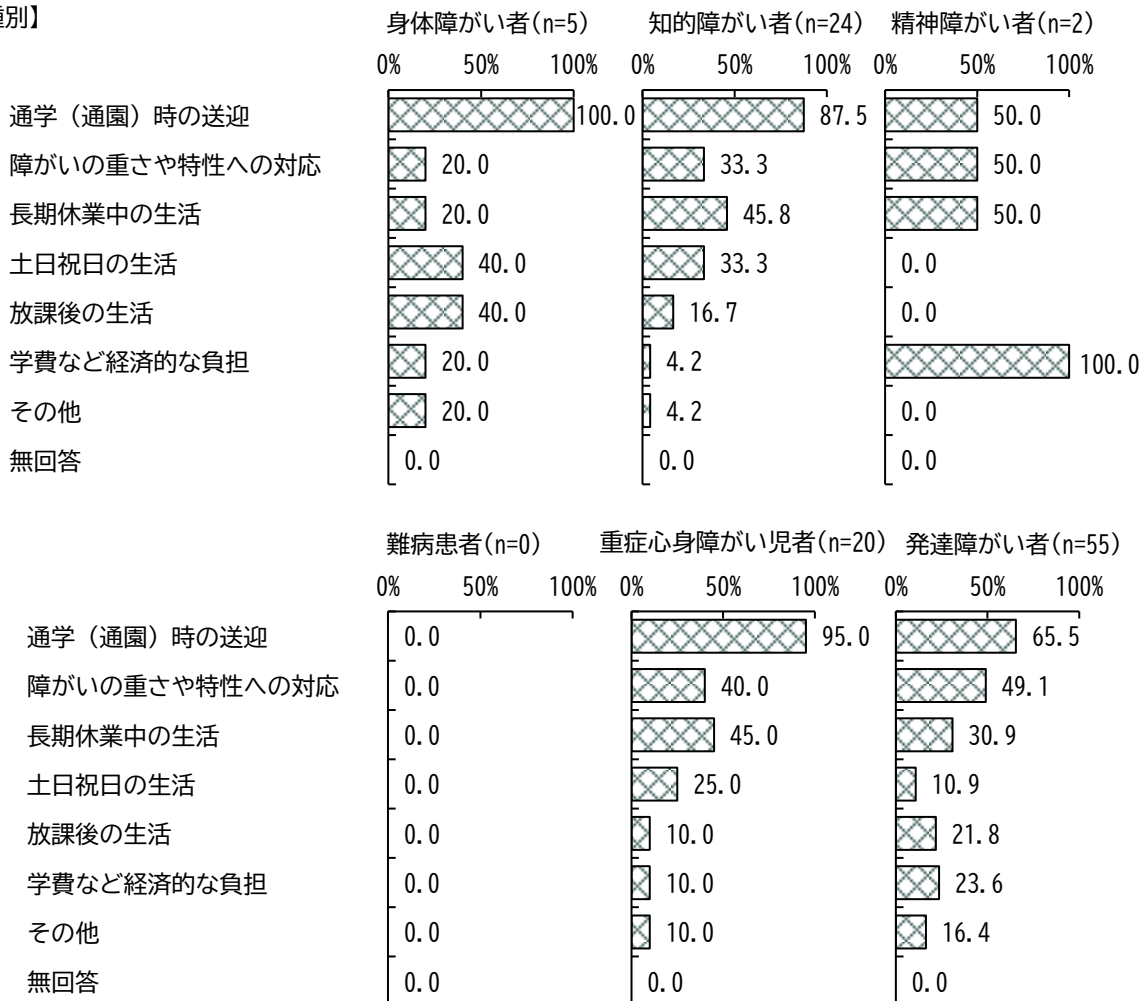 種別】
身体障がい者(n=5) 知的障がい者(n=24) 精神障がい者(n=2)
0% 50% 100% 0% 50% 100% 0% 50% 100%
通学（通園）時の送迎 100.0 87.5 50.0
障がいの重さや特性への対応 20.0 33.3 50.0
長期休業中の生活 20.0 45.8 50.0
土日祝日の生活 40.0 33.3 0.0
放課後の生活 40.0 16.7 0.0
学費など経済的な負担 20.0 4.2 100.0
その他 20.0 4.2 0.0
無回答 0.0 0.0 0.0
難病患者(n=0) 重症心身障がい児者(n=20) 発達障がい者(n=55)
0% 50% 100% 0% 50% 100% 0% 50% 100%
通学（通園）時の送迎 0.0 95.0 65.5
障がいの重さや特性への対応 0.0 40.0 49.1
長期休業中の生活 0.0 45.0 30.9
土日祝日の生活 0.0 25.0 10.9
放課後の生活 0.0 10.0 21.8
学費など経済的な負担 0.0 10.0 23.6
その他 0.0 10.0 16.4
無回答 0.0 0.0 0.0